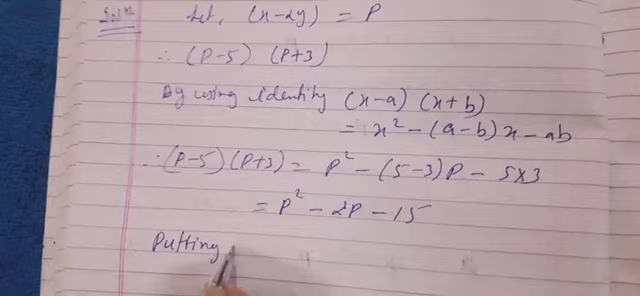 Soln Let, (x-2y) = P
∴ (P-5) (P+3)
By using identity (x-a) (x+b)
= x² - (a-b)x - ab
∴ (P-5) (P+3) = P² - (5-3)P - 5×3
= P² - 2P - 15
Putting